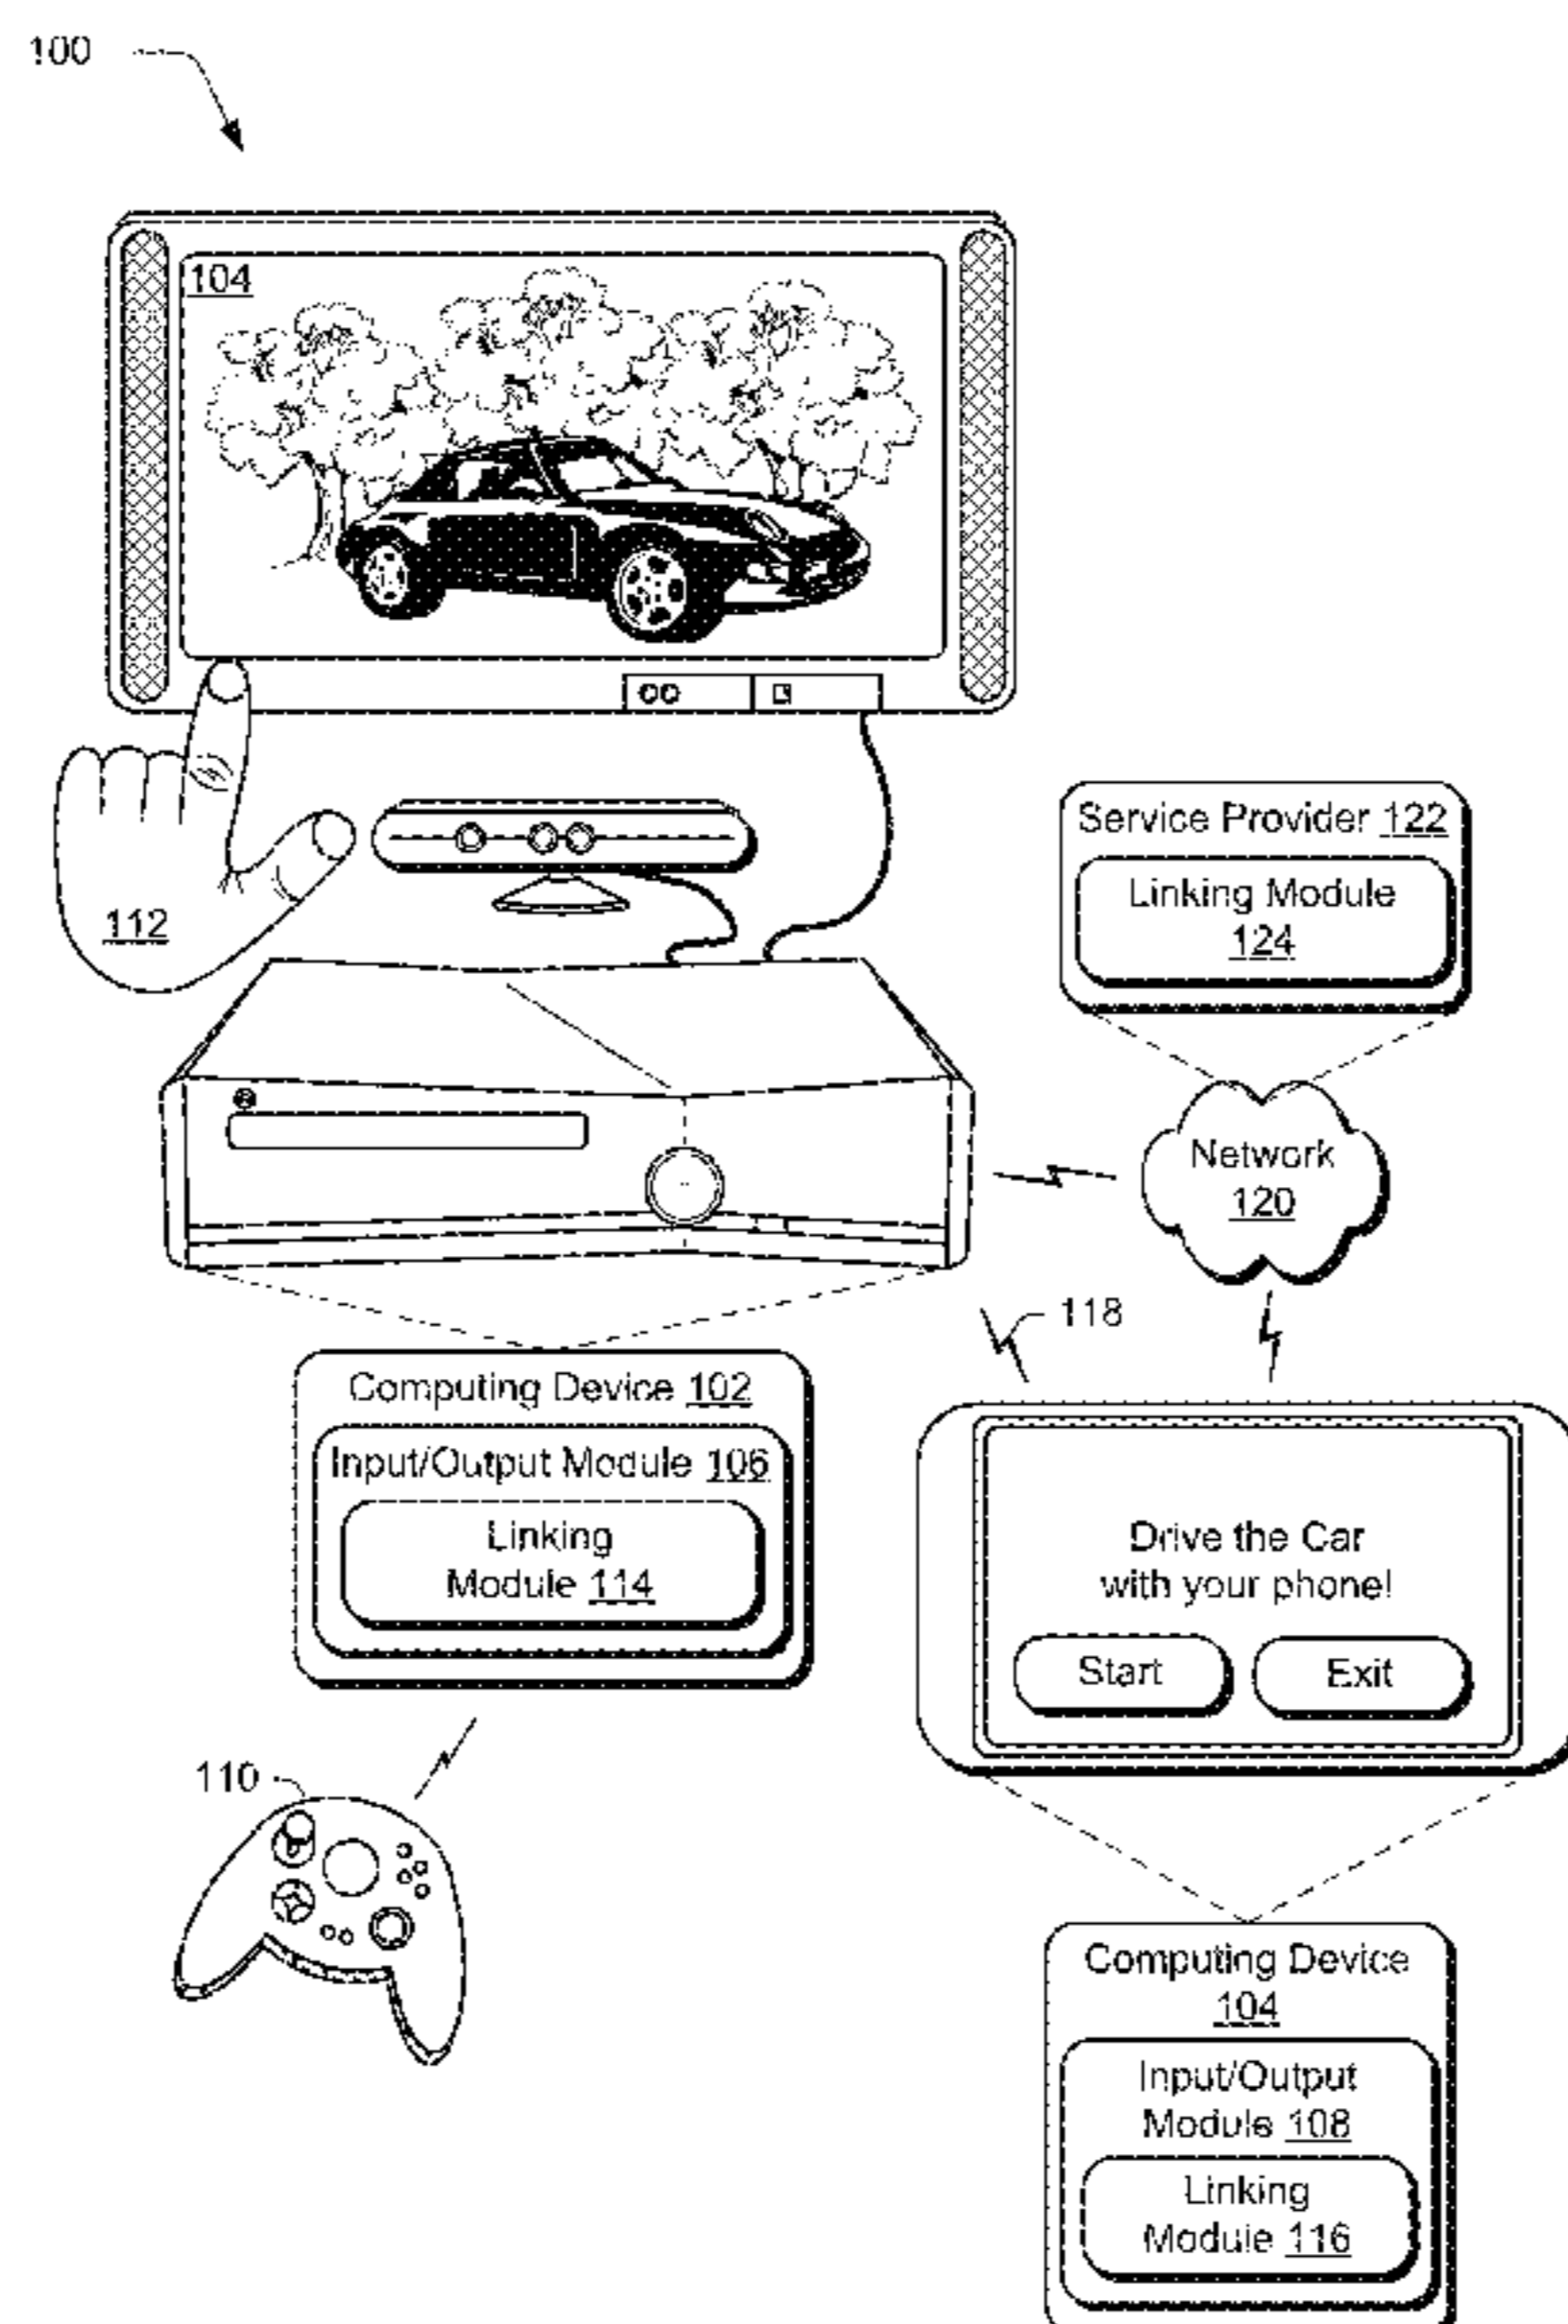 100
104
112
Service Provider 122
Linking Module
124
Network
120
118
Computing Device 102
Input/Output Module 106
Linking
Module 114
Drive the Car
with your phone!
Start
Exit
110
Computing Device
104
Input/Output
Module 108
Linking
Module 116